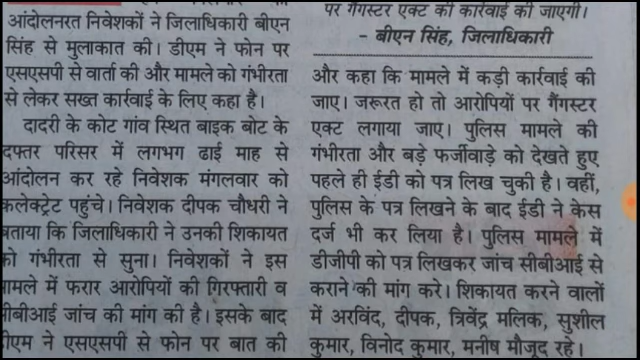 आंदोलनरत निवेशकों ने जिलाधिकारी बीएन
सिंह से मुलाकात की। डीएम ने फोन पर
एसएसपी से वार्ता की और मामले को गंभीरता
से लेकर सख्त कार्रवाई के लिए कहा है।
दादरी के कोट गांव स्थित बाइक बोट के
दफ्तर परिसर में लगभग ढाई माह से
आंदोलन कर रहे निवेशक मंगलवार को
कलेक्ट्रेट पहुंचे। निवेशक दीपक चौधरी ने
बताया कि जिलाधिकारी ने उनकी शिकायत
को गंभीरता से सुना। निवेशकों ने इस
मामले में फरार आरोपियों की गिरफ्तारी व
सीबीआई जांच की मांग की है। इसके बाद
डीएम ने एसएसपी से फोन पर बात की
पर गैंगस्टर एक्ट की कार्रवाई की जाएगी।
- बीएन सिंह, जिलाधिकारी
और कहा कि मामले में कड़ी कार्रवाई की
जाए। जरूरत हो तो आरोपियों पर गैंगस्टर
एक्ट लगाया जाए। पुलिस मामले की
गंभीरता और बड़े फर्जीवाड़े को देखते हुए
पहले ही ईडी को पत्र लिख चुकी है। वहीं,
पुलिस के पत्र लिखने के बाद ईडी ने केस
दर्ज भी कर लिया है। पुलिस मामले में
डीजीपी को पत्र लिखकर जांच सीबीआई से
कराने की मांग करे। शिकायत करने वालों
में अरविंद, दीपक, त्रिवेंद्र मलिक, सुशील
कुमार, विनोद कुमार, मनीष मौजूद रहे।